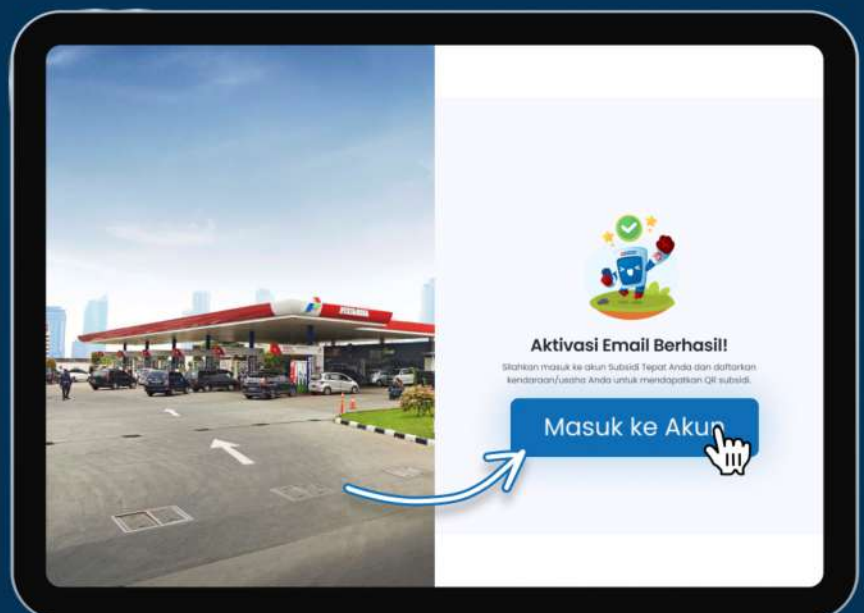 PERTAMINA
Aktivasi Email Berhasil!
Silahkan masuk ke akun Subsidi Tepat Anda dan daftarkan
kendaraan/usaha Anda untuk mendapatkan QR subsidi.
Masuk ke Akun